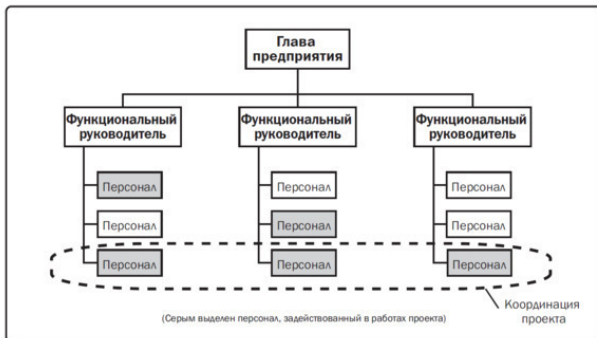 Глава
предприятия
Функциональный
руководитель
Функциональный
руководитель
Функциональный
руководитель
Персонал
Персонал
Персонал
Персонал
Персонал
Персонал
Персонал
Персонал
Персонал
Координация
проекта
(Серым выделен персонал, задействованный в работах проекта)